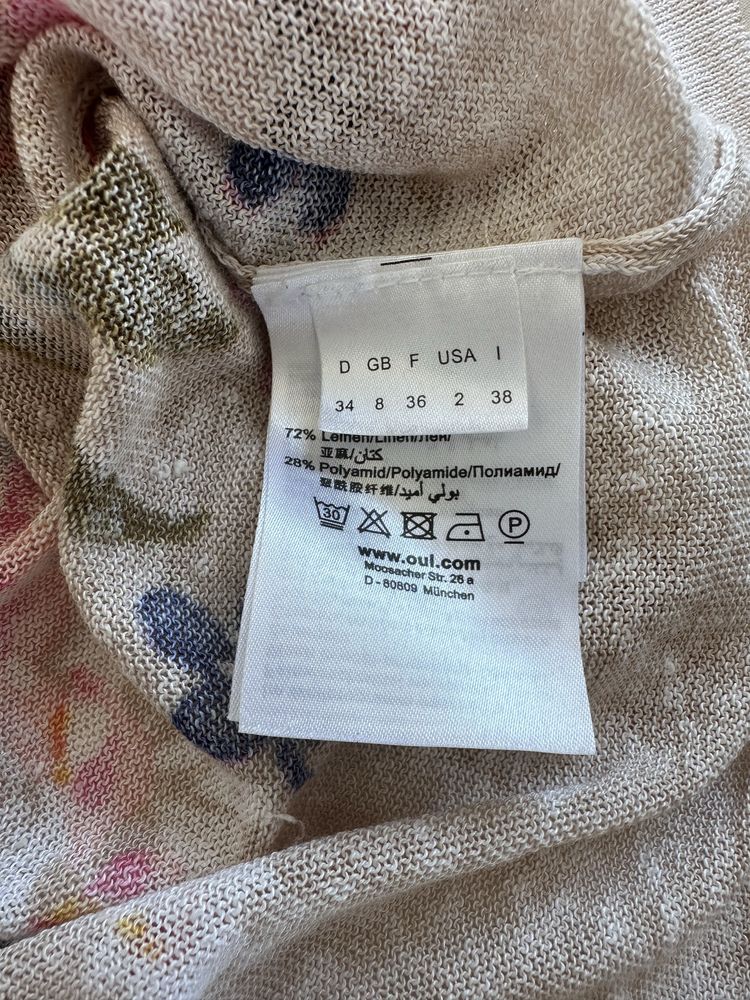 D GB F USA I
34 8 36 2 38
72% Leinen/Linen/Лён/
亚麻/كتان
28% Polyamid/Polyamide/Полиамид/
聚酰胺纤维/بولي أميد
30 P
www.oui.com
Moosacher Str. 26 a
D - 80809 München